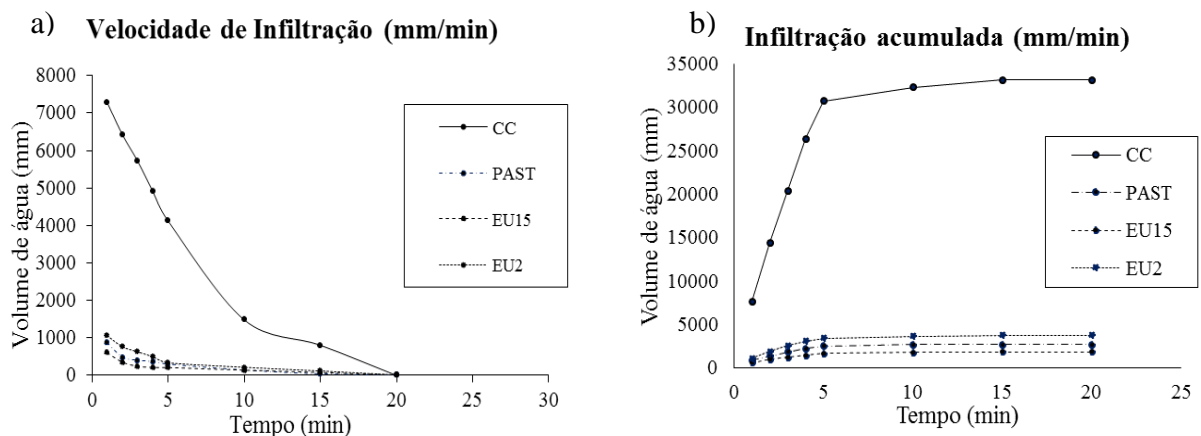 a) Velocidade de Infiltração (mm/min)
8000
7000
6000
5000
4000
3000
2000
1000
0
Volume de água (mm)
0 5 10 15 20 25 30
Tempo (min)
CC
PAST
EU15
EU2
b) Infiltração acumulada (mm/min)
35000
30000
25000
20000
15000
10000
5000
0
Volume de água (mm)
0 5 10 15 20 25
Tempo (min)
CC
PAST
EU15
EU2